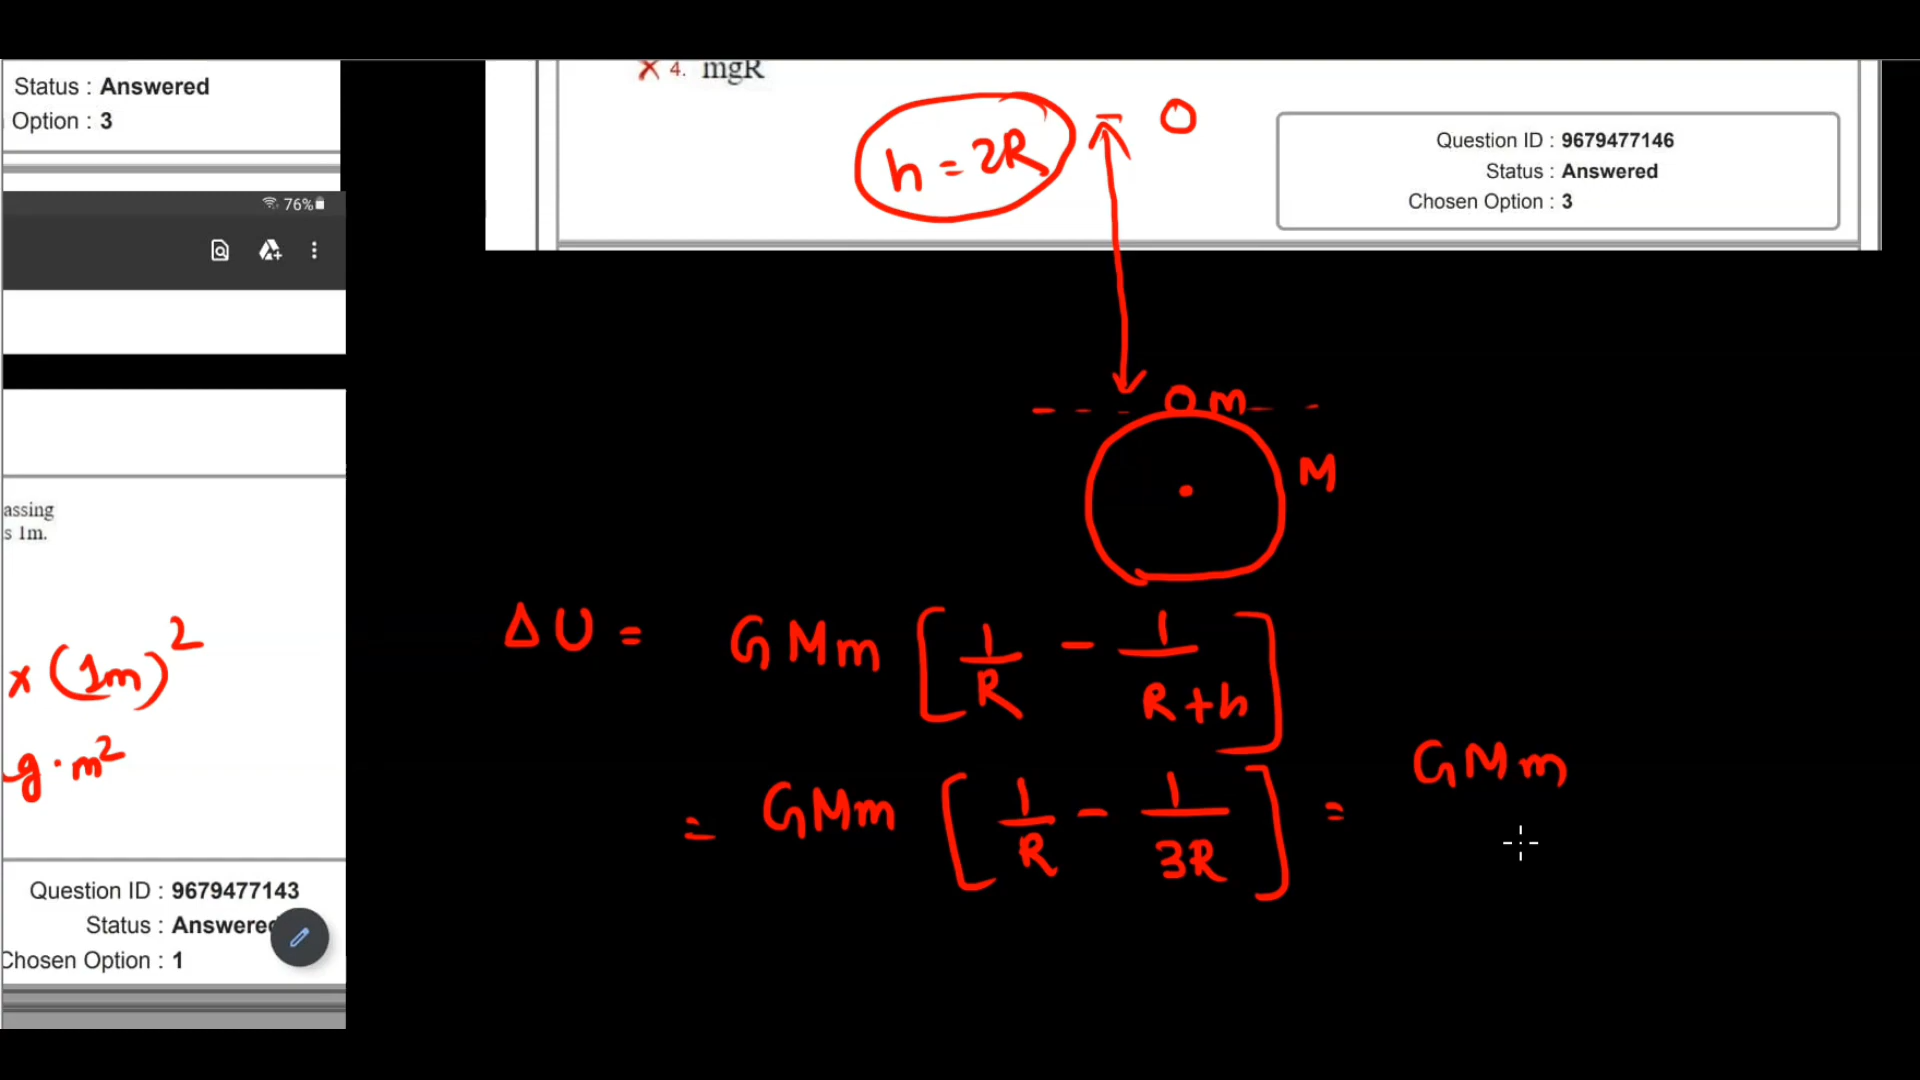 Status : Answered
Option : 3
76%
assing
s 1m.
x (1m)²
g·m²
Question ID : 9679477143
Status : Answered
Chosen Option : 1
X 4. mgR
h = 2R
O
Question ID : 9679477146
Status : Answered
Chosen Option : 3
m
M
ΔU = GMm [1/R - 1/R+h]
= GMm [1/R - 1/3R] = GMm